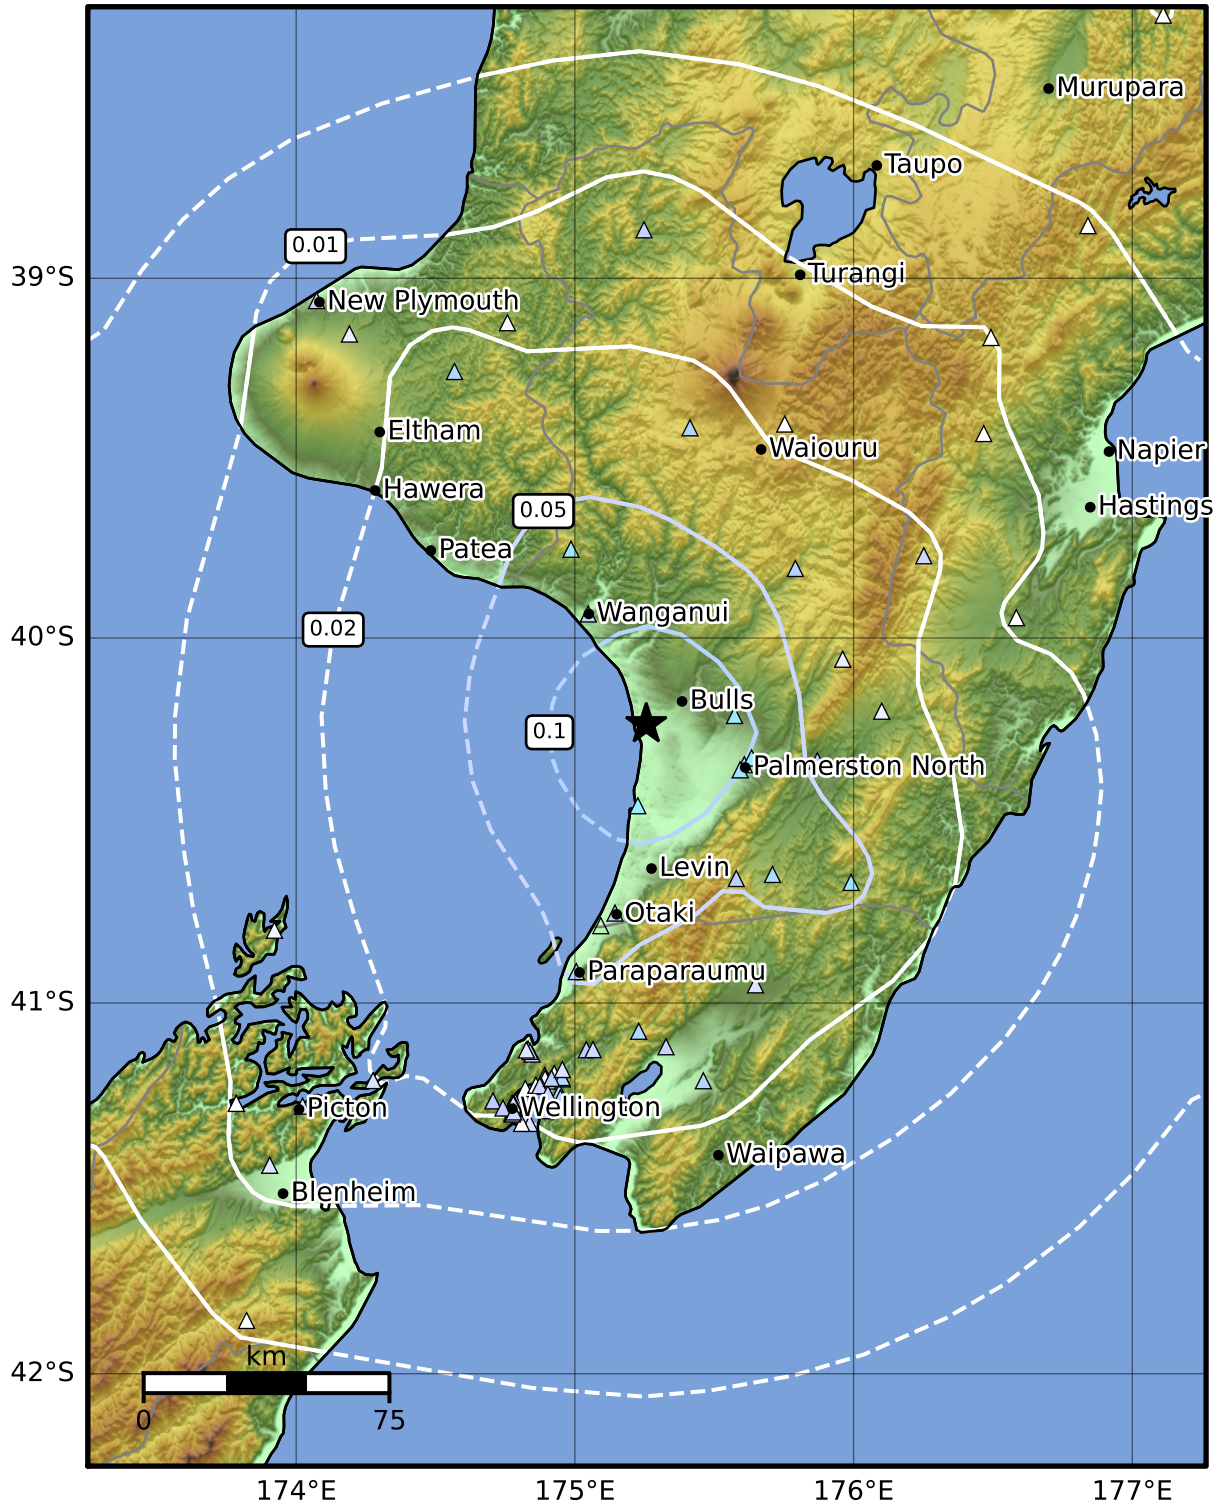 Murupara
Taupo
0.01
39°S
Turangi
New Plymouth
Eltham
Waiouru
Napier
Hawera
Hastings
0.05
Patea
Wanganui
0.02
40°S
Bulls
0.1
Palmerston North
Levin
Otaki
Paraparaumu
41°S
Picton
Wellington
Waipawa
Blenheim
km
42°S
0
75
174°E
175°E
176°E
177°E